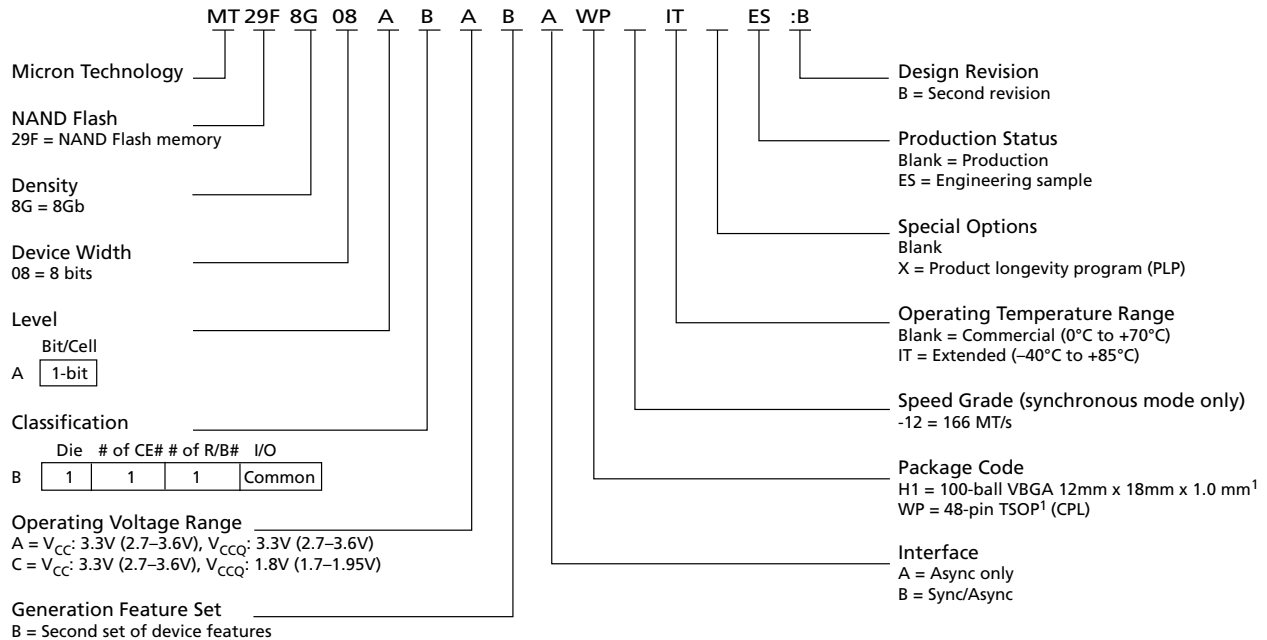 MT 29F 8G 08 A B A B A WP IT ES :B
Micron Technology
NAND Flash
29F = NAND Flash memory
Density
8G = 8Gb
Device Width
08 = 8 bits
Level
Bit/Cell
A 1-bit
Classification
Die # of CE# # of R/B# I/O
B 1 1 1 Common
Operating Voltage Range
A = VCC: 3.3V (2.7–3.6V), VCCQ: 3.3V (2.7–3.6V)
C = VCC: 3.3V (2.7–3.6V), VCCQ: 1.8V (1.7–1.95V)
Generation Feature Set
B = Second set of device features
Design Revision
B = Second revision
Production Status
Blank = Production
ES = Engineering sample
Special Options
Blank
X = Product longevity program (PLP)
Operating Temperature Range
Blank = Commercial (0°C to +70°C)
IT = Extended (–40°C to +85°C)
Speed Grade (synchronous mode only)
-12 = 166 MT/s
Package Code
H1 = 100-ball VBGA 12mm x 18mm x 1.0 mm1
WP = 48-pin TSOP1 (CPL)
Interface
A = Async only
B = Sync/Async